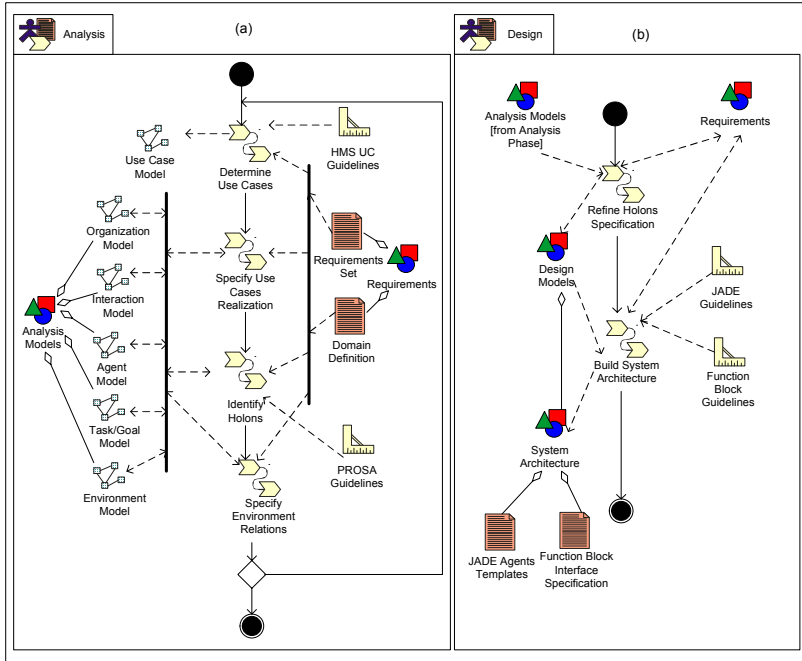 (a)
Analysis
Use Case
Model
HMS UC
Guidelines
Determine
Use Cases
Organization
Model
Requirements
Set
Requirements
Specify Use
Cases
Realization
Interaction
Model
Analysis
Models
Domain
Definition
Agent
Model
Identify
Holons
Task/Goal
Model
PROSA
Guidelines
Environment
Model
Specify
Environment
Relations
(b)
Design
Analysis Models
[from Analysis
Phase]
Requirements
Refine Holons
Specification
Design
Models
JADE
Guidelines
Build System
Architecture
Function
Block
Guidelines
System
Architecture
JADE Agents
Templates
Function Block
Interface
Specification